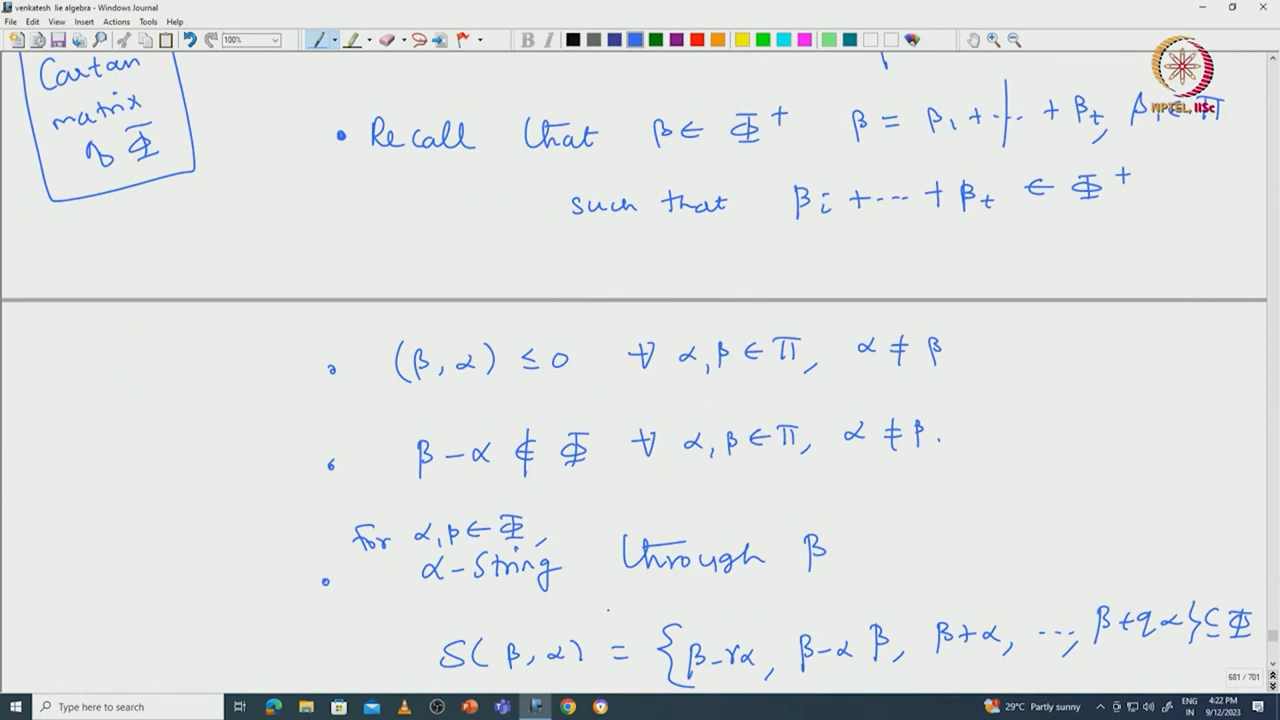 venkatesh lie algebra - Windows Journal
File Edit View Insert Actions Tools Help
100%
B I
Cartan
matrix
of Φ
NPTEL, IISc
• Recall that β ∈ Φ⁺ β = β₁ + ... + βₜ, βᵢ ∈ Π
such that βᵢ + ... + βₜ ∈ Φ⁺
• (β, α) ≤ 0 ∀ α, β ∈ Π, α ≠ β
• β - α ∉ Φ ∀ α, β ∈ Π, α ≠ β.
for α, β ∈ Φ,
• α-string through β
S(β, α) = {β-rα, β-α β, β+α, ..., β+qα} ⊆ Φ
681 / 701
Type here to search
29°C Partly sunny
ENG
IN
4:22 PM
9/12/2023